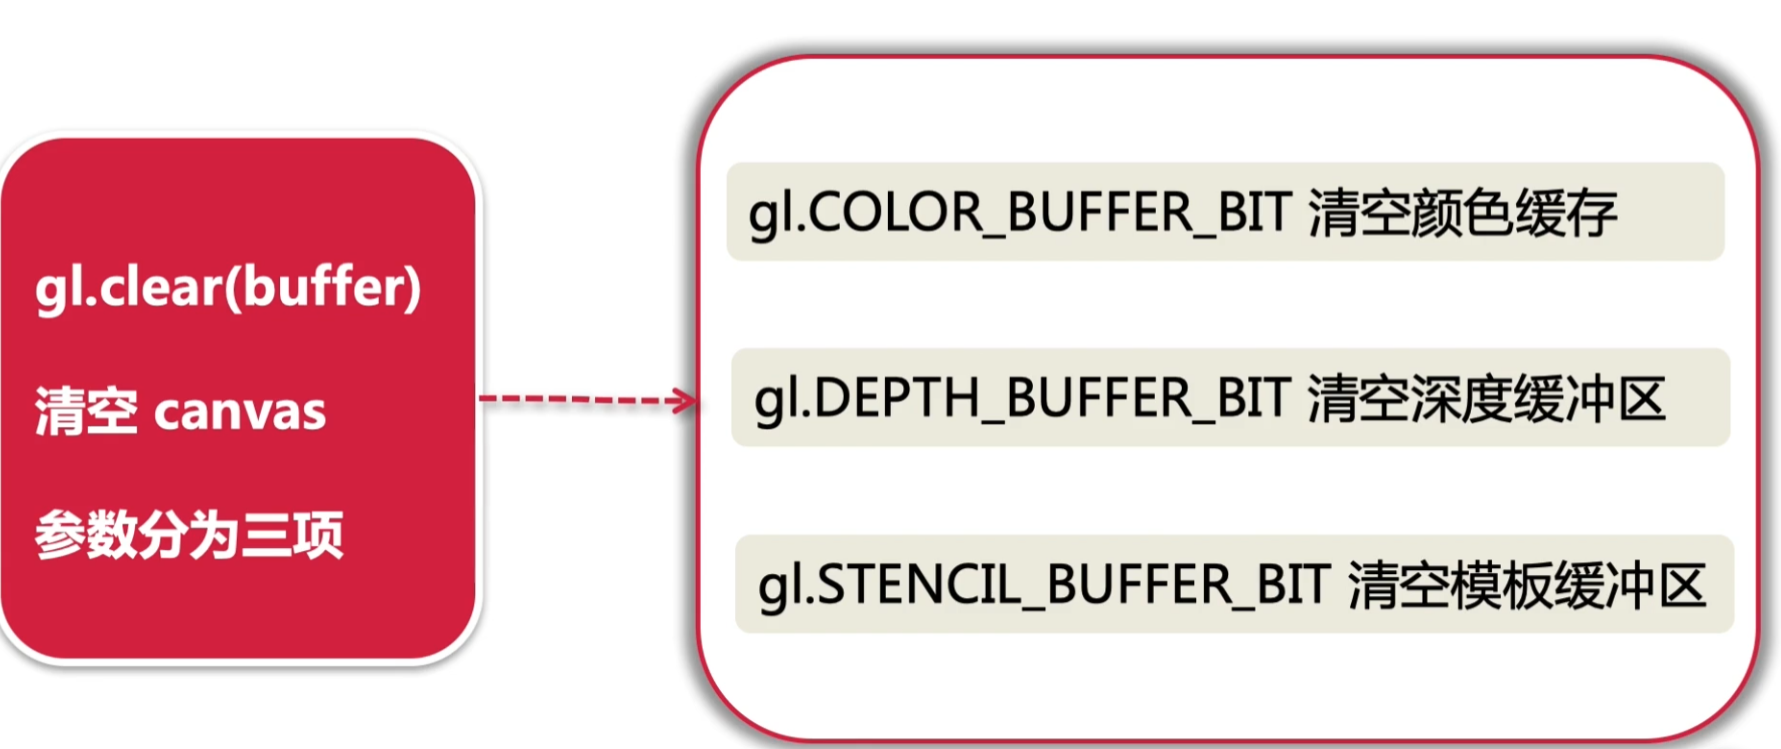 gl.clear(buffer)
清空 canvas
参数分为三项
gl.COLOR_BUFFER_BIT 清空颜色缓存
gl.DEPTH_BUFFER_BIT 清空深度缓冲区
gl.STENCIL_BUFFER_BIT 清空模板缓冲区